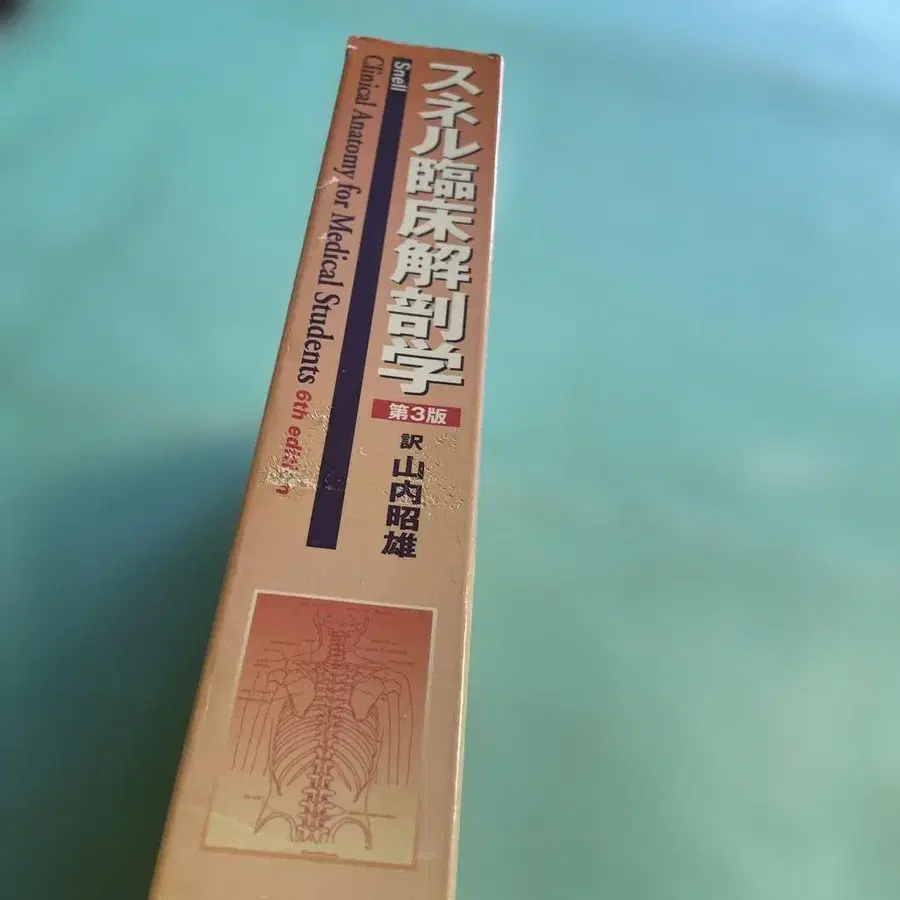 スネル臨床解剖学
第3版
訳 山内昭雄
Snell
Clinical Anatomy for Medical Students 6th edition